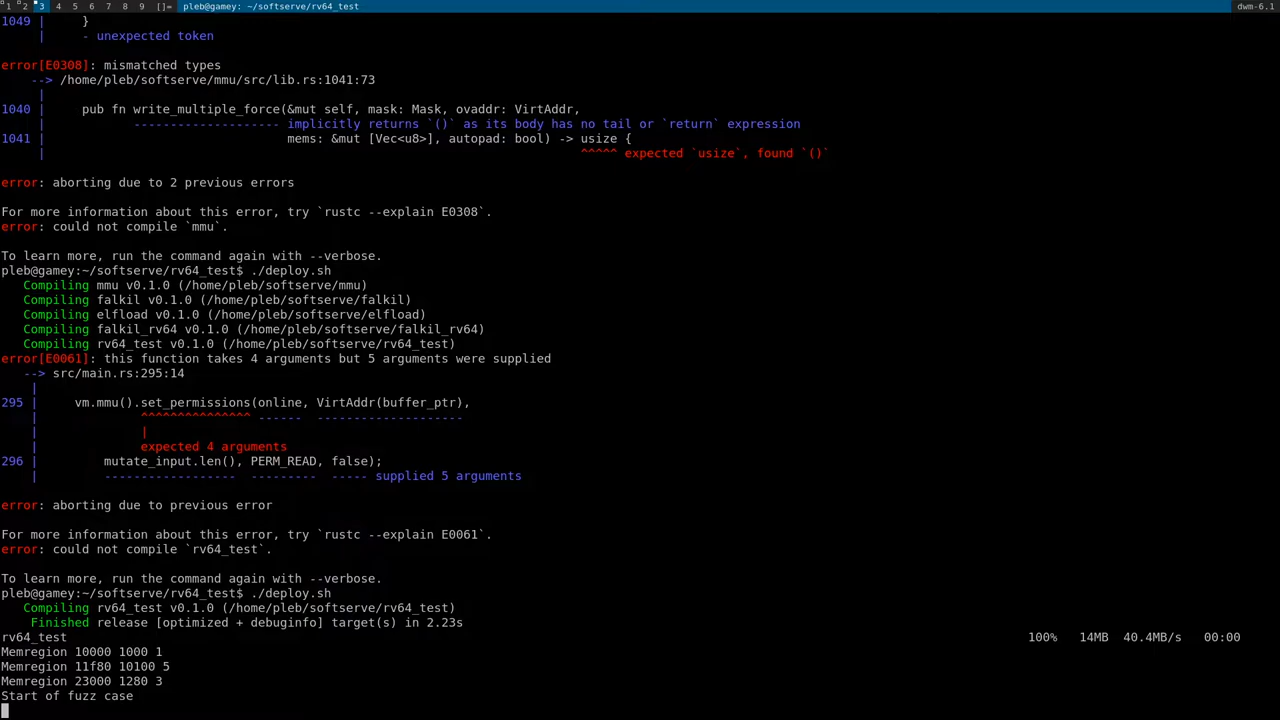 1 2 3 4 5 6 7 8 9 []= pleb@gamey: ~/softserve/rv64_test dwm-6.1
1049 |     }
|     - unexpected token
error[E0308]: mismatched types
--> /home/pleb/softserve/mmu/src/lib.rs:1041:73
|
1040 |     pub fn write_multiple_force(&mut self, mask: Mask, ovaddr: VirtAddr,
|            -------------------- implicitly returns `()` as its body has no tail or `return` expression
1041 |                                 mems: &mut [Vec<u8>], autopad: bool) -> usize {
|                                                                         ^^^^^ expected `usize`, found `()`
error: aborting due to 2 previous errors
For more information about this error, try `rustc --explain E0308`.
error: could not compile `mmu`.
To learn more, run the command again with --verbose.
pleb@gamey:~/softserve/rv64_test$ ./deploy.sh
Compiling mmu v0.1.0 (/home/pleb/softserve/mmu)
Compiling falkil v0.1.0 (/home/pleb/softserve/falkil)
Compiling elfload v0.1.0 (/home/pleb/softserve/elfload)
Compiling falkil_rv64 v0.1.0 (/home/pleb/softserve/falkil_rv64)
Compiling rv64_test v0.1.0 (/home/pleb/softserve/rv64_test)
error[E0061]: this function takes 4 arguments but 5 arguments were supplied
--> src/main.rs:295:14
|
295 |     vm.mmu().set_permissions(online, VirtAddr(buffer_ptr),
|              ^^^^^^^^^^^^^^^ ------  --------------------
|              |
|              expected 4 arguments
296 |         mutate_input.len(), PERM_READ, false);
|         ------------------  ---------  ----- supplied 5 arguments
error: aborting due to previous error
For more information about this error, try `rustc --explain E0061`.
error: could not compile `rv64_test`.
To learn more, run the command again with --verbose.
pleb@gamey:~/softserve/rv64_test$ ./deploy.sh
Compiling rv64_test v0.1.0 (/home/pleb/softserve/rv64_test)
Finished release [optimized + debuginfo] target(s) in 2.23s
rv64_test 100% 14MB 40.4MB/s 00:00
Memregion 10000 1000 1
Memregion 11f80 10100 5
Memregion 23000 1280 3
Start of fuzz case